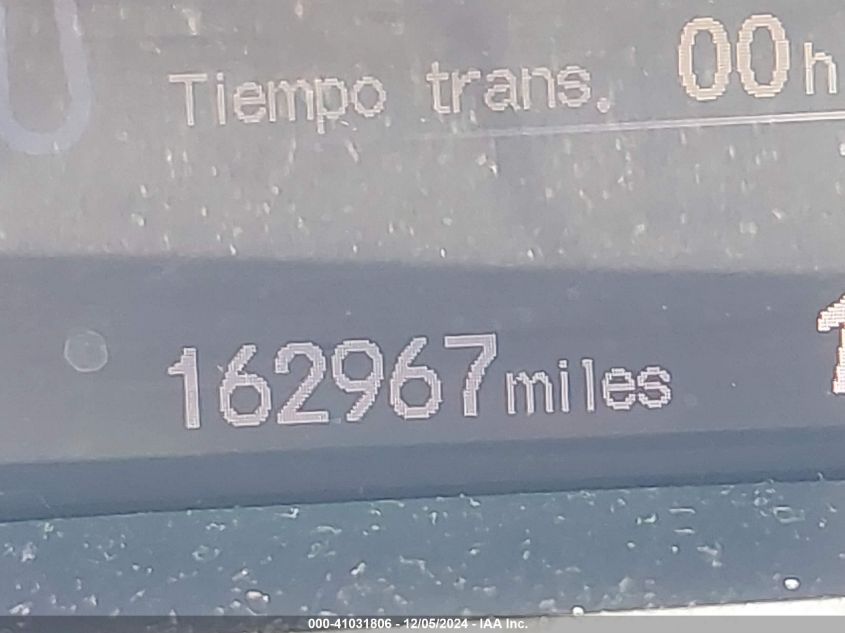 Tiempo trans. 00h
162967miles
000-41031806 - 12/05/2024 - IAA Inc.